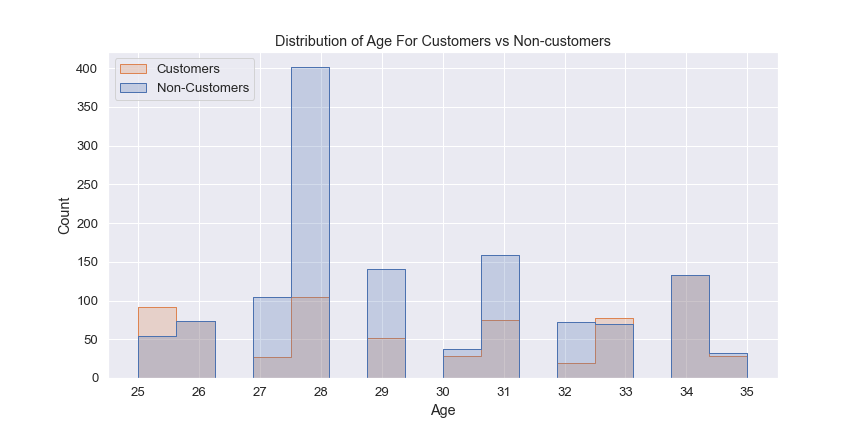 Distribution of Age For Customers vs Non-customers
Customers
Non-Customers
400
350
300
250
200
150
100
50
0
Count
25 26 27 28 29 30 31 32 33 34 35
Age